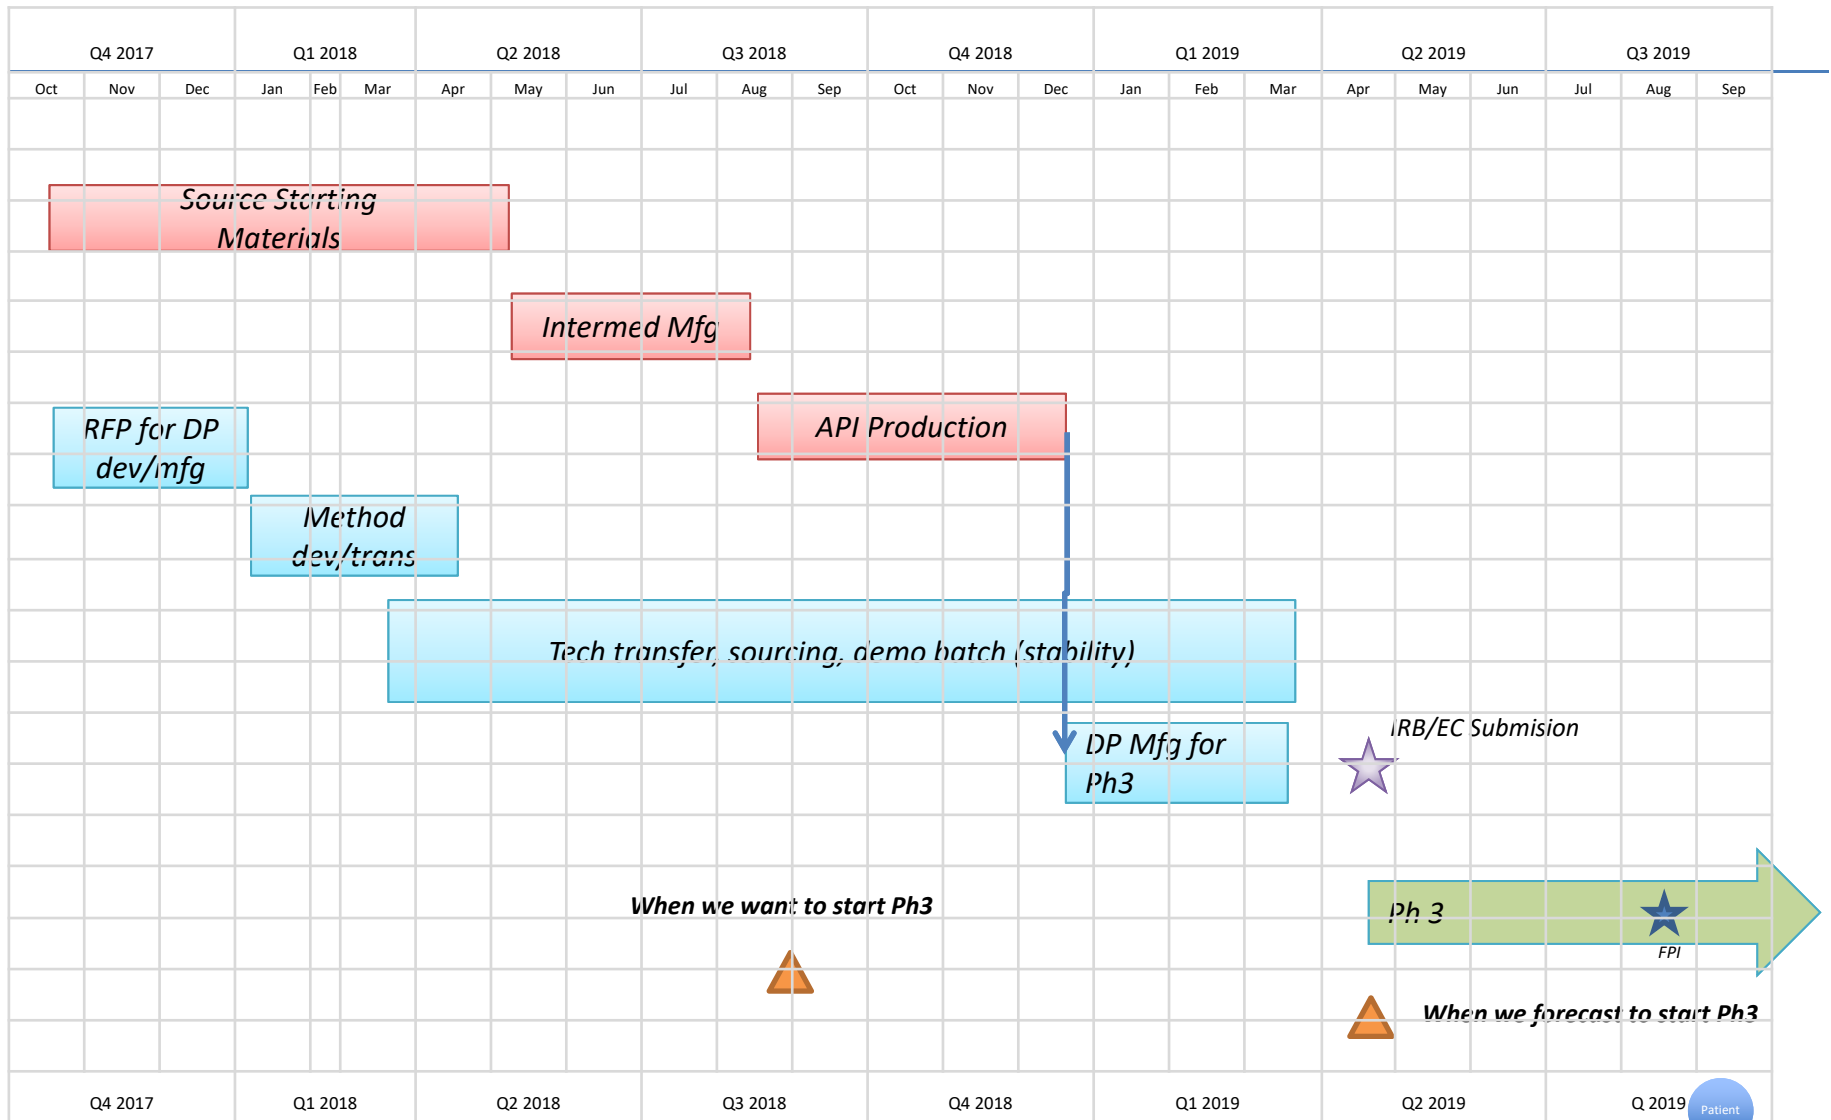 Q4 2017 Q1 2018 Q2 2018 Q3 2018 Q4 2018 Q1 2019 Q2 2019 Q3 2019
Oct Nov Dec Jan Feb Mar Apr May Jun Jul Aug Sep Oct Nov Dec Jan Feb Mar Apr May Jun Jul Aug Sep
Source Starting
Materials
Intermed Mfg
API Production
RFP for DP
dev/mfg
Method
dev/trans
Tech transfer, sourcing, demo batch (stability)
IRB/EC Submision
DP Mfg for
Ph3
When we want to start Ph3
Ph 3
FPI
When we forecast to start Ph3
Q4 2017 Q1 2018 Q2 2018 Q3 2018 Q4 2018 Q1 2019 Q2 2019 Q 2019
Patient